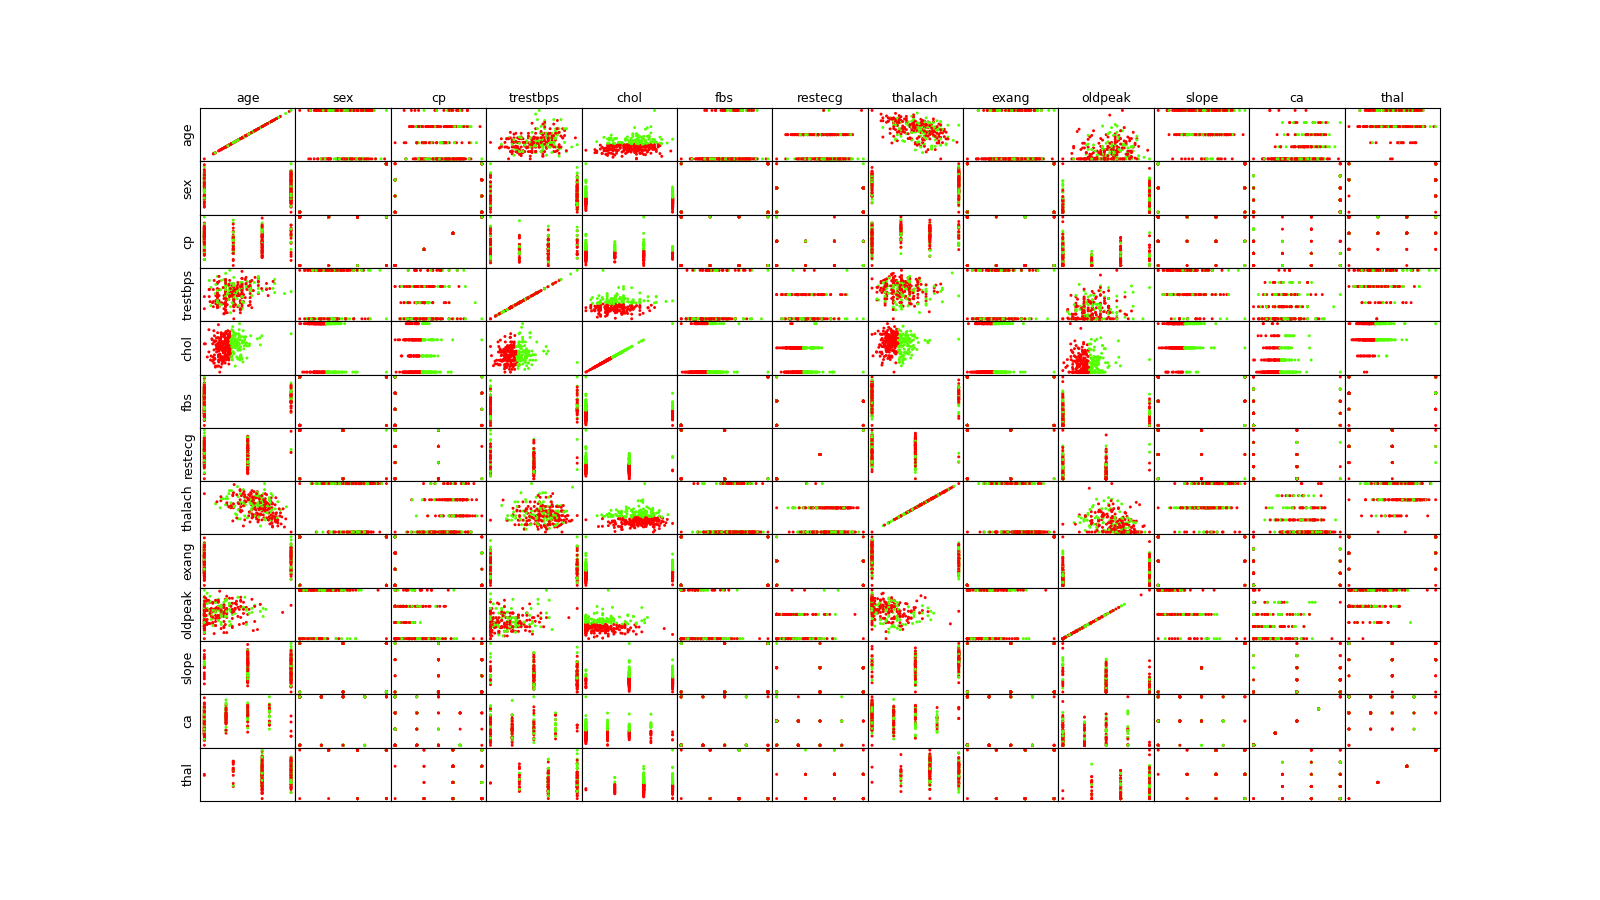 age sex cp trestbps chol fbs restecg thalach exang oldpeak slope ca thal
age
sex
cp
trestbps
chol
fbs
restecg
thalach
exang
oldpeak
slope
ca
thal